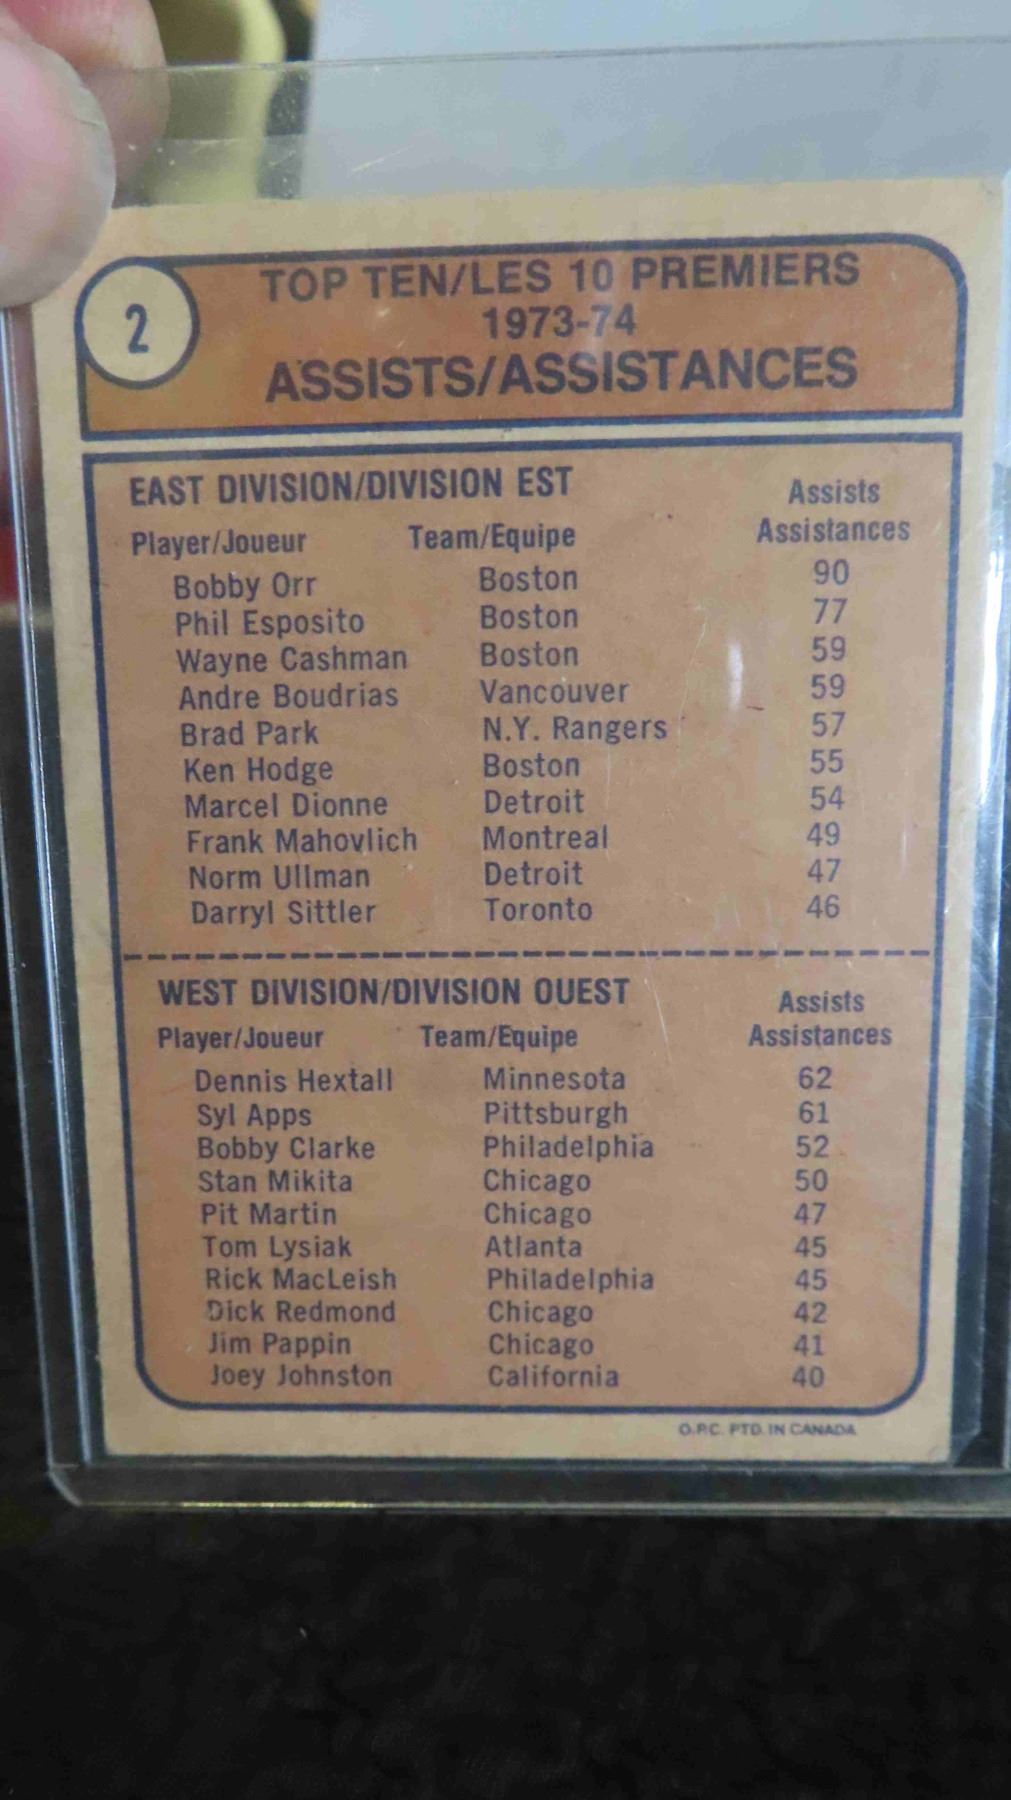 2
TOP TEN/LES 10 PREMIERS
1973-74
ASSISTS/ASSISTANCES
EAST DIVISION/DIVISION EST Assists
Player/Joueur Team/Equipe Assistances
Bobby Orr Boston 90
Phil Esposito Boston 77
Wayne Cashman Boston 59
Andre Boudrias Vancouver 59
Brad Park N.Y. Rangers 57
Ken Hodge Boston 55
Marcel Dionne Detroit 54
Frank Mahovlich Montreal 49
Norm Ullman Detroit 47
Darryl Sittler Toronto 46
WEST DIVISION/DIVISION OUEST Assists
Player/Joueur Team/Equipe Assistances
Dennis Hextall Minnesota 62
Syl Apps Pittsburgh 61
Bobby Clarke Philadelphia 52
Stan Mikita Chicago 50
Pit Martin Chicago 47
Tom Lysiak Atlanta 45
Rick MacLeish Philadelphia 45
Dick Redmond Chicago 42
Jim Pappin Chicago 41
Joey Johnston California 40
O.P.C. PTD. IN CANADA